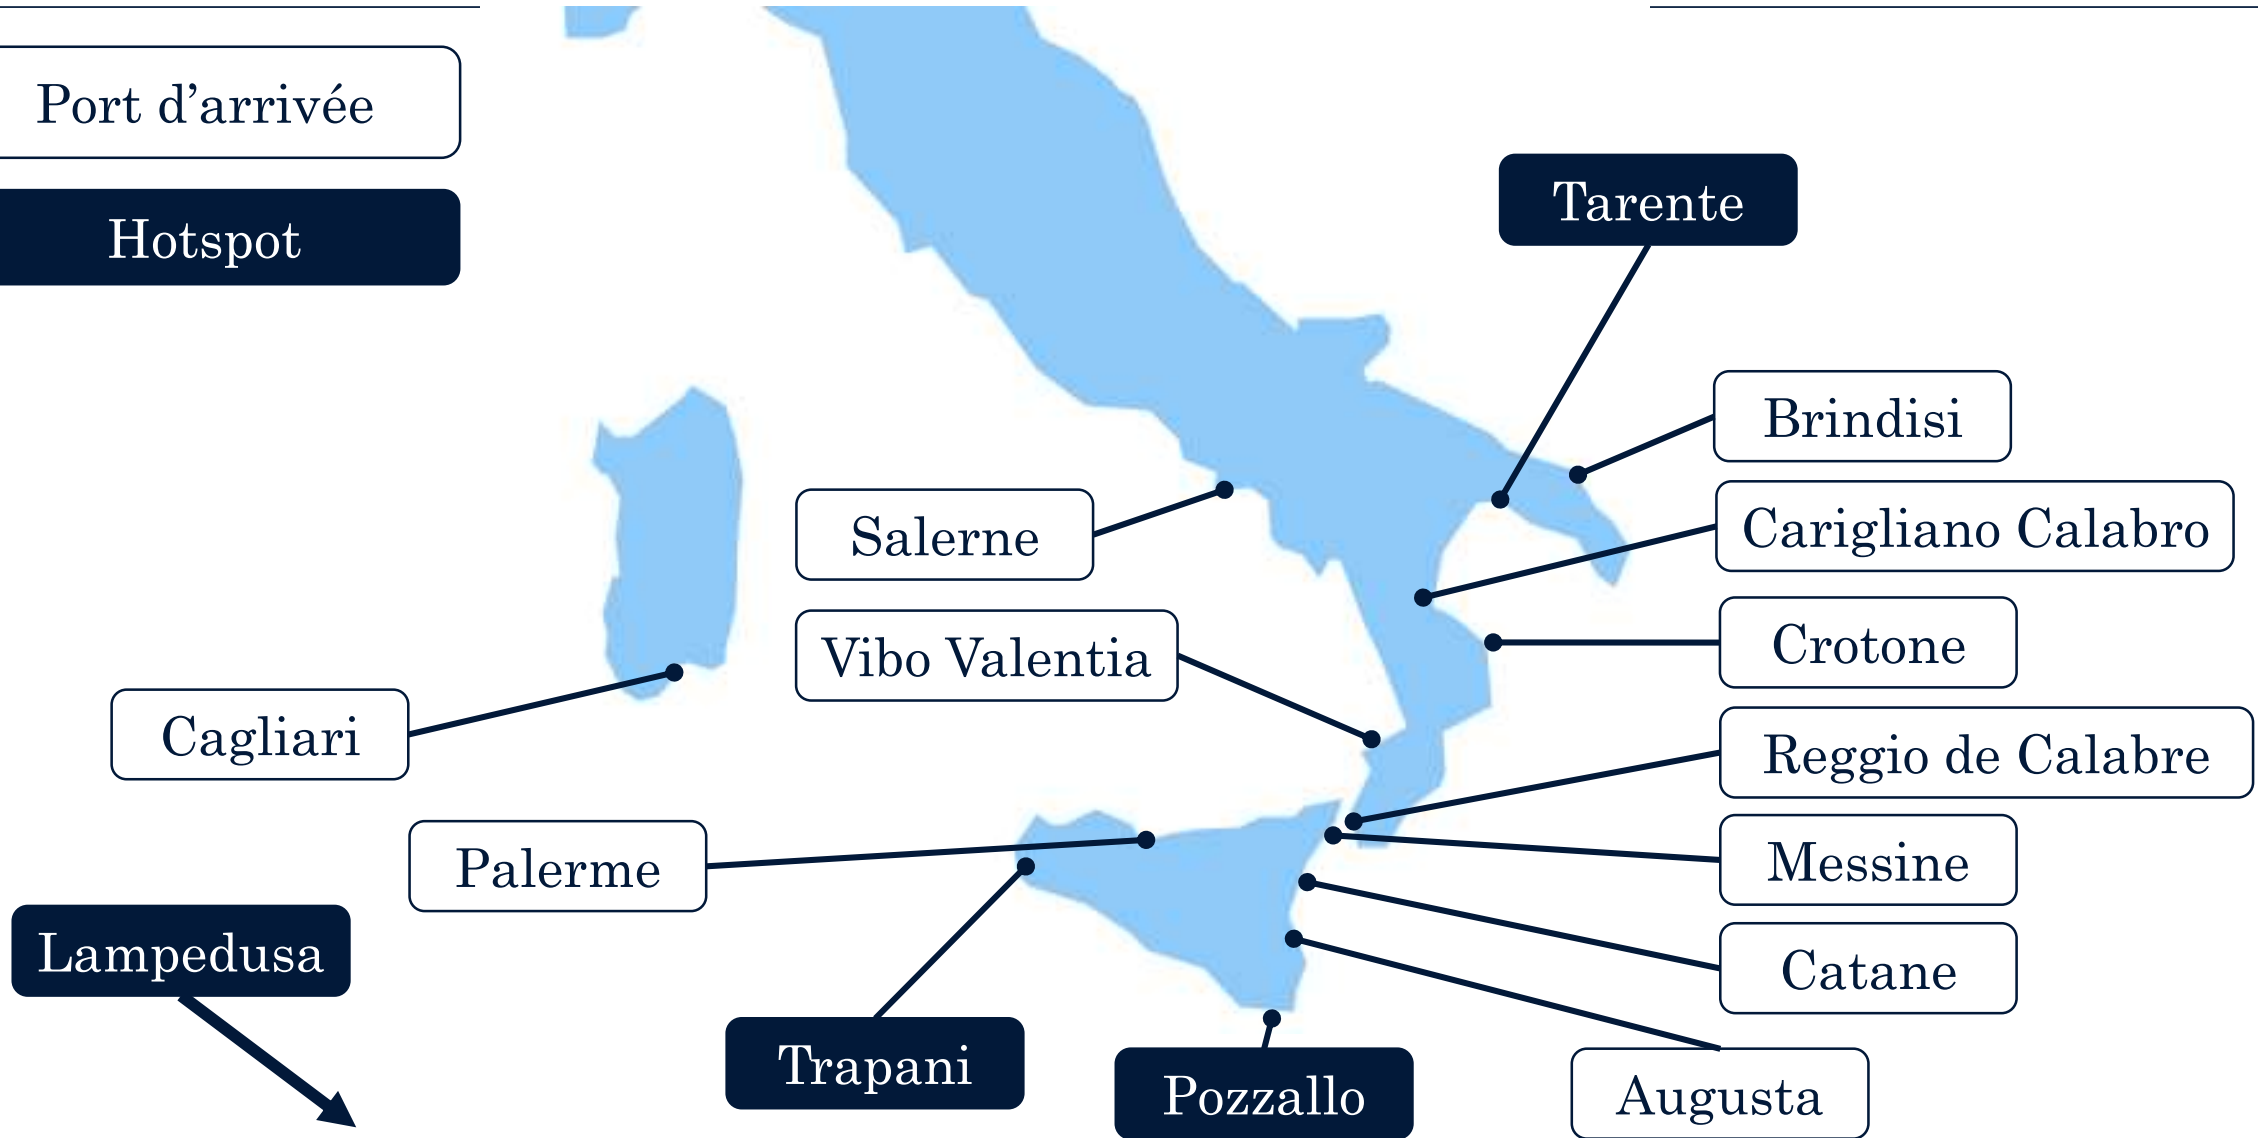 Port d’arrivée
Hotspot
Tarente
Brindisi
Carigliano Calabro
Salerne
Crotone
Vibo Valentia
Cagliari
Reggio de Calabre
Palerme
Messine
Lampedusa
Catane
Trapani
Pozzallo
Augusta